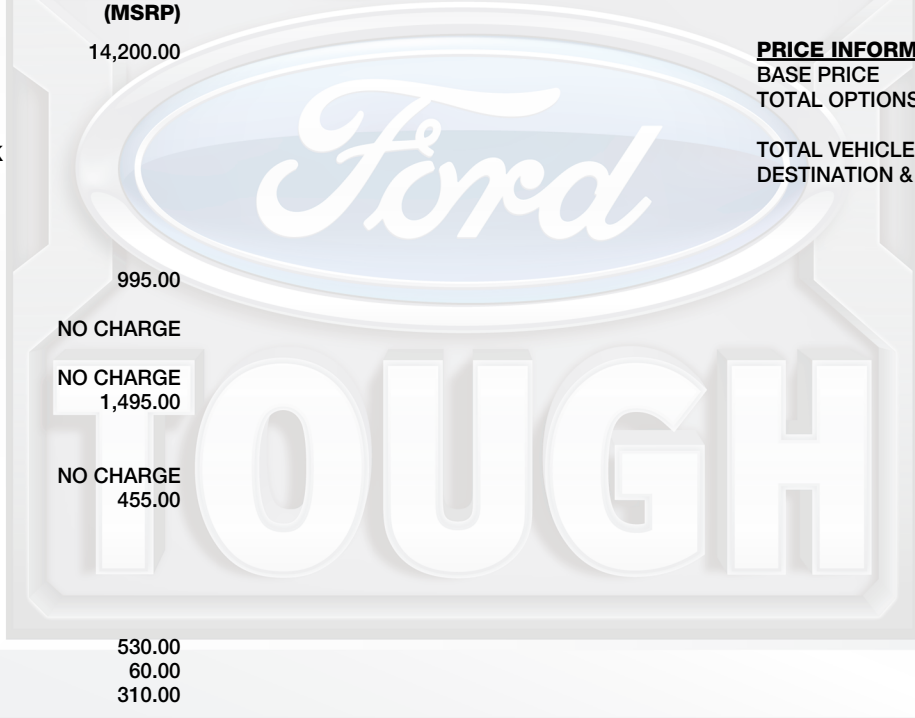 (MSRP)
14,200.00
995.00
NO CHARGE
NO CHARGE
1,495.00
NO CHARGE
455.00
530.00
60.00
310.00
PRICE INFORM
BASE PRICE
TOTAL OPTIONS
TOTAL VEHICLE
DESTINATION &
Ford
TOUGH